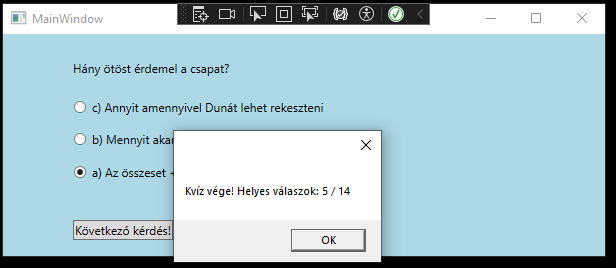 MainWindow
Hány ötöst érdemel a csapat?
c) Annyit amennyivel Dunát lehet rekeszteni
b) Mennyit akar
a) Az összeset +
Kvíz vége! Helyes válaszok: 5 / 14
OK
Következő kérdés!